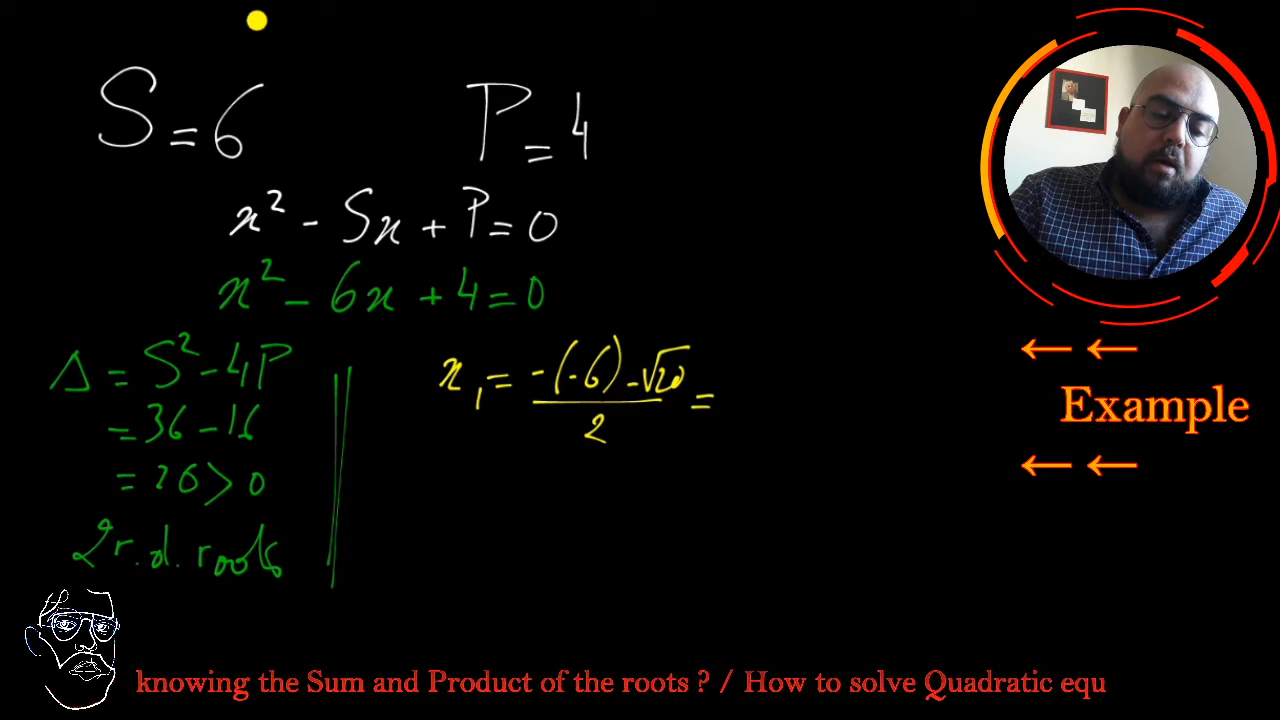 S = 6 P = 4
x² - Sx + P = 0
x² - 6x + 4 = 0
Δ = S² - 4P
= 36 - 16
= 20 > 0
2 r. d. roots
x₁ = (-(-6) - √20) / 2 =
←← 
Example
←←
knowing the Sum and Product of the roots ? / How to solve Quadratic equ